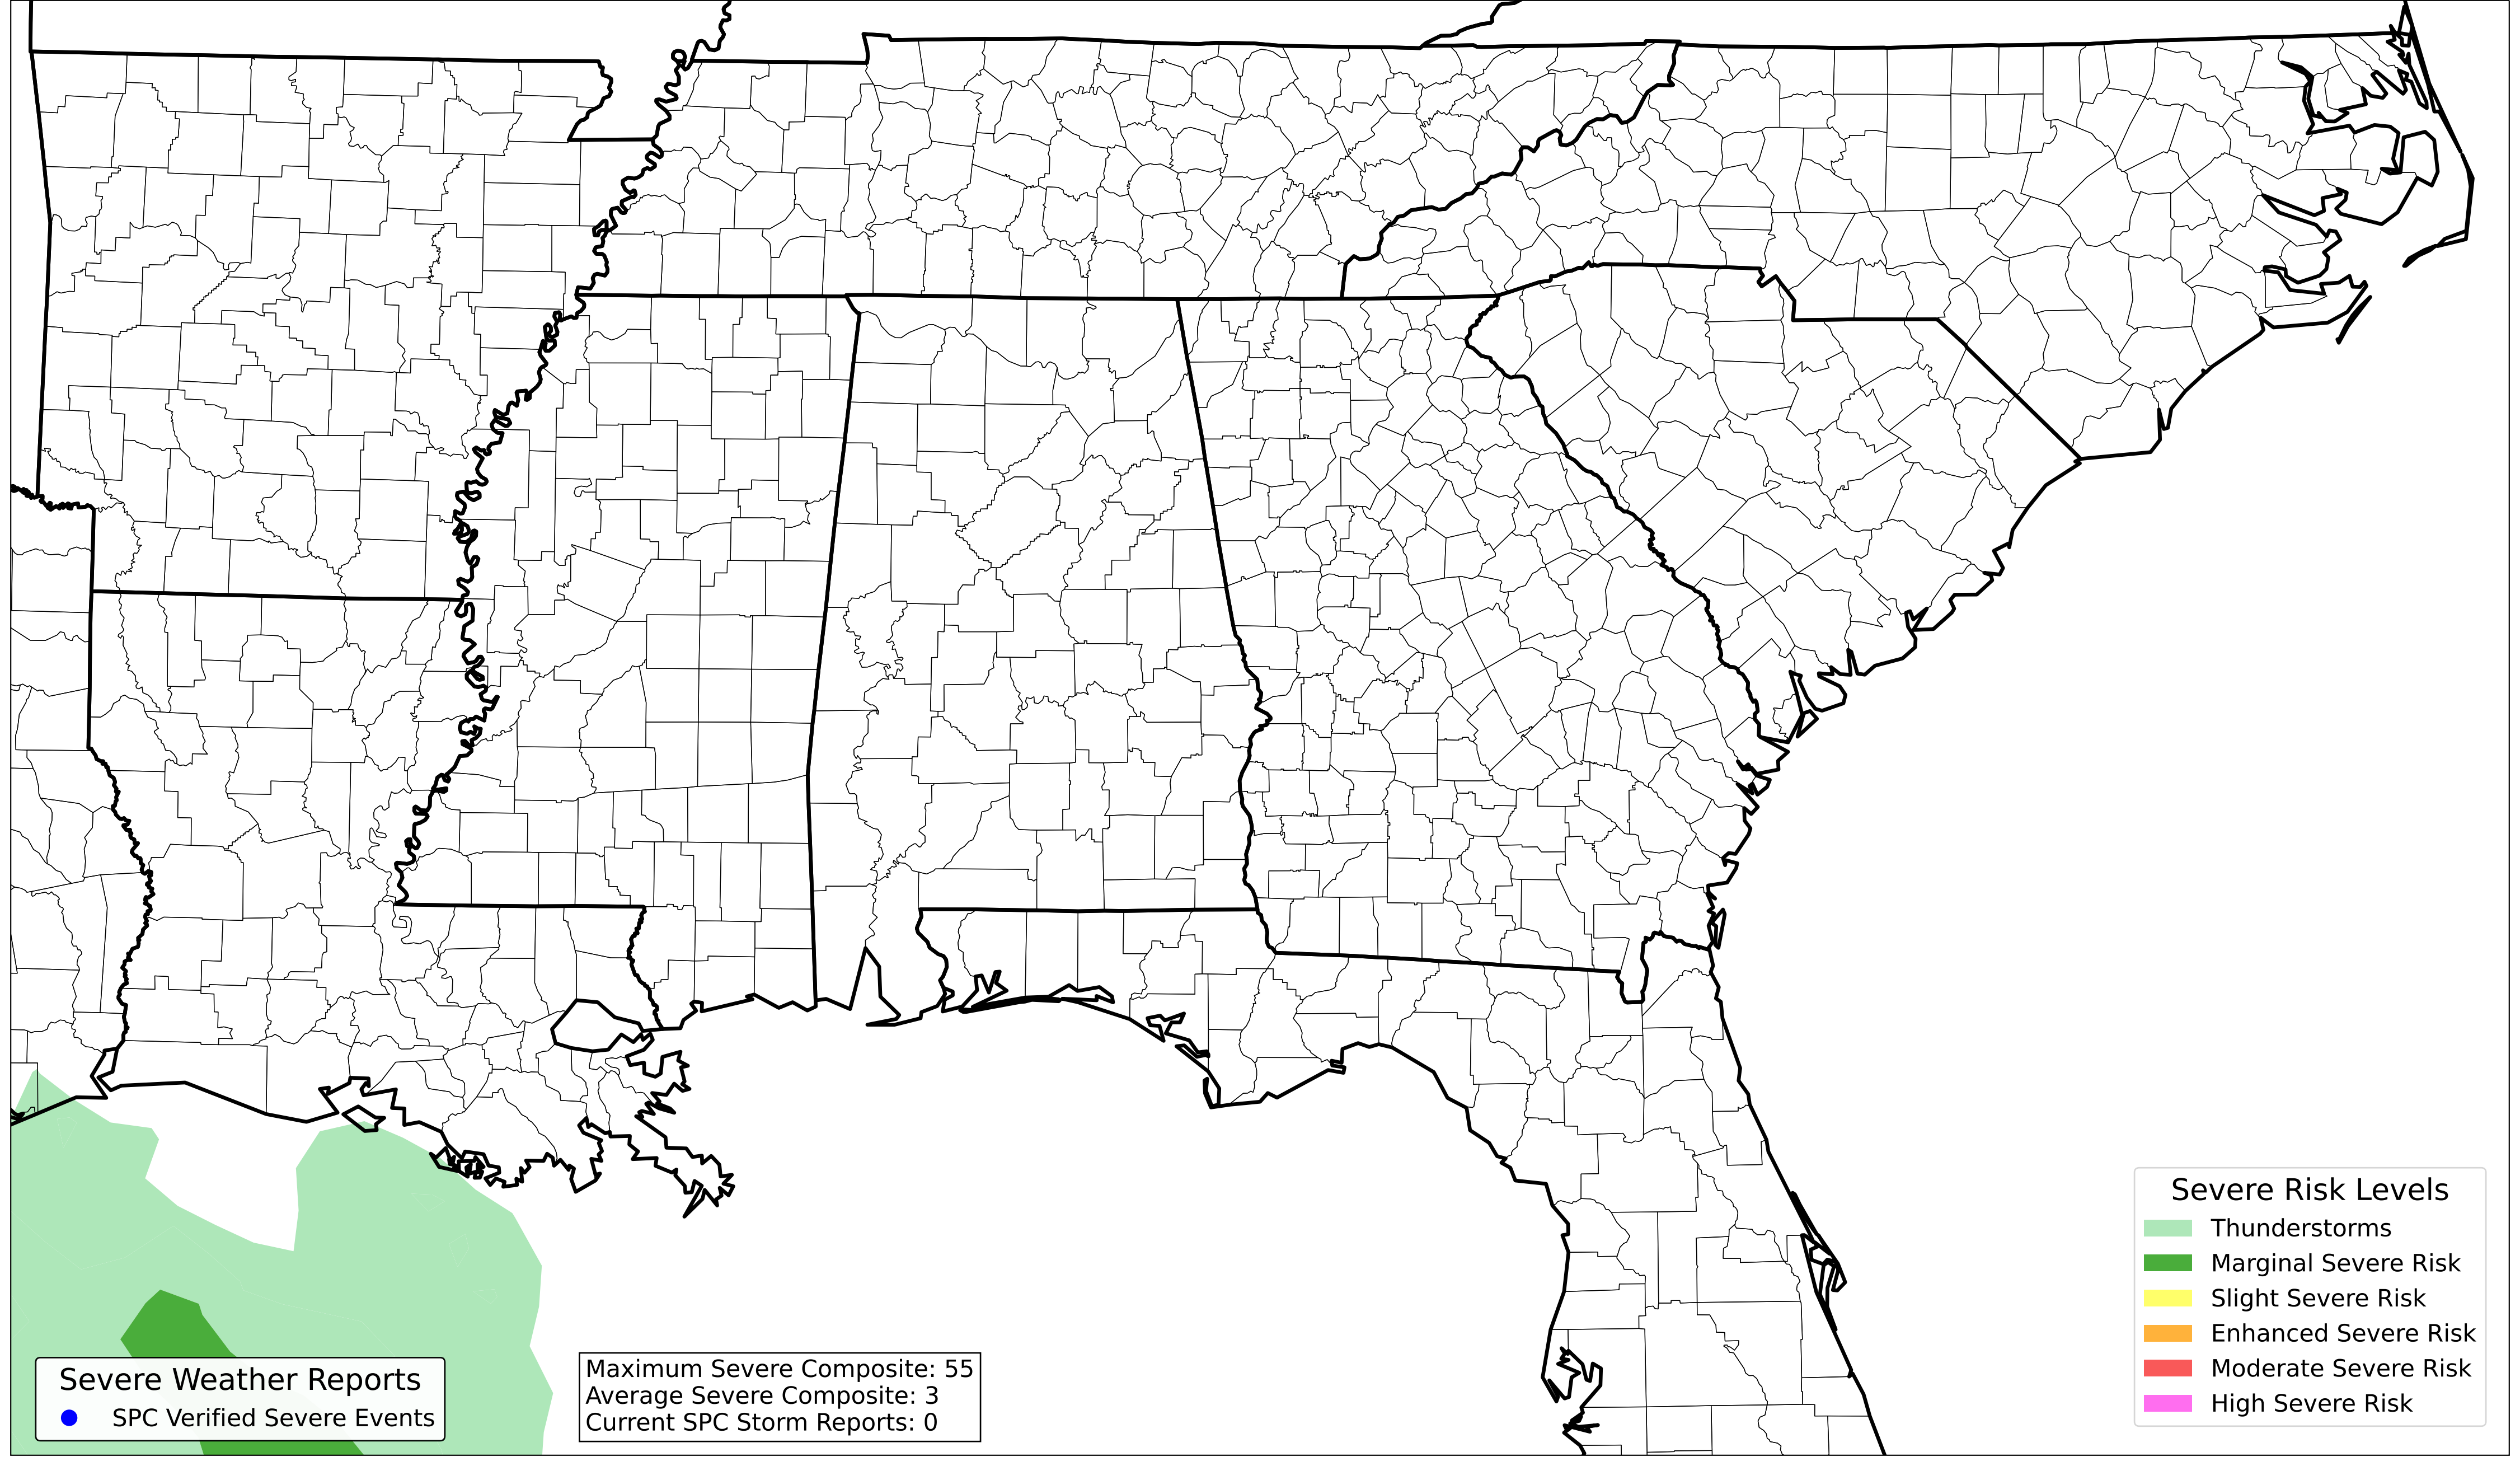 Severe Weather Reports
SPC Verified Severe Events
Maximum Severe Composite: 55
Average Severe Composite: 3
Current SPC Storm Reports: 0
Severe Risk Levels
Thunderstorms
Marginal Severe Risk
Slight Severe Risk
Enhanced Severe Risk
Moderate Severe Risk
High Severe Risk